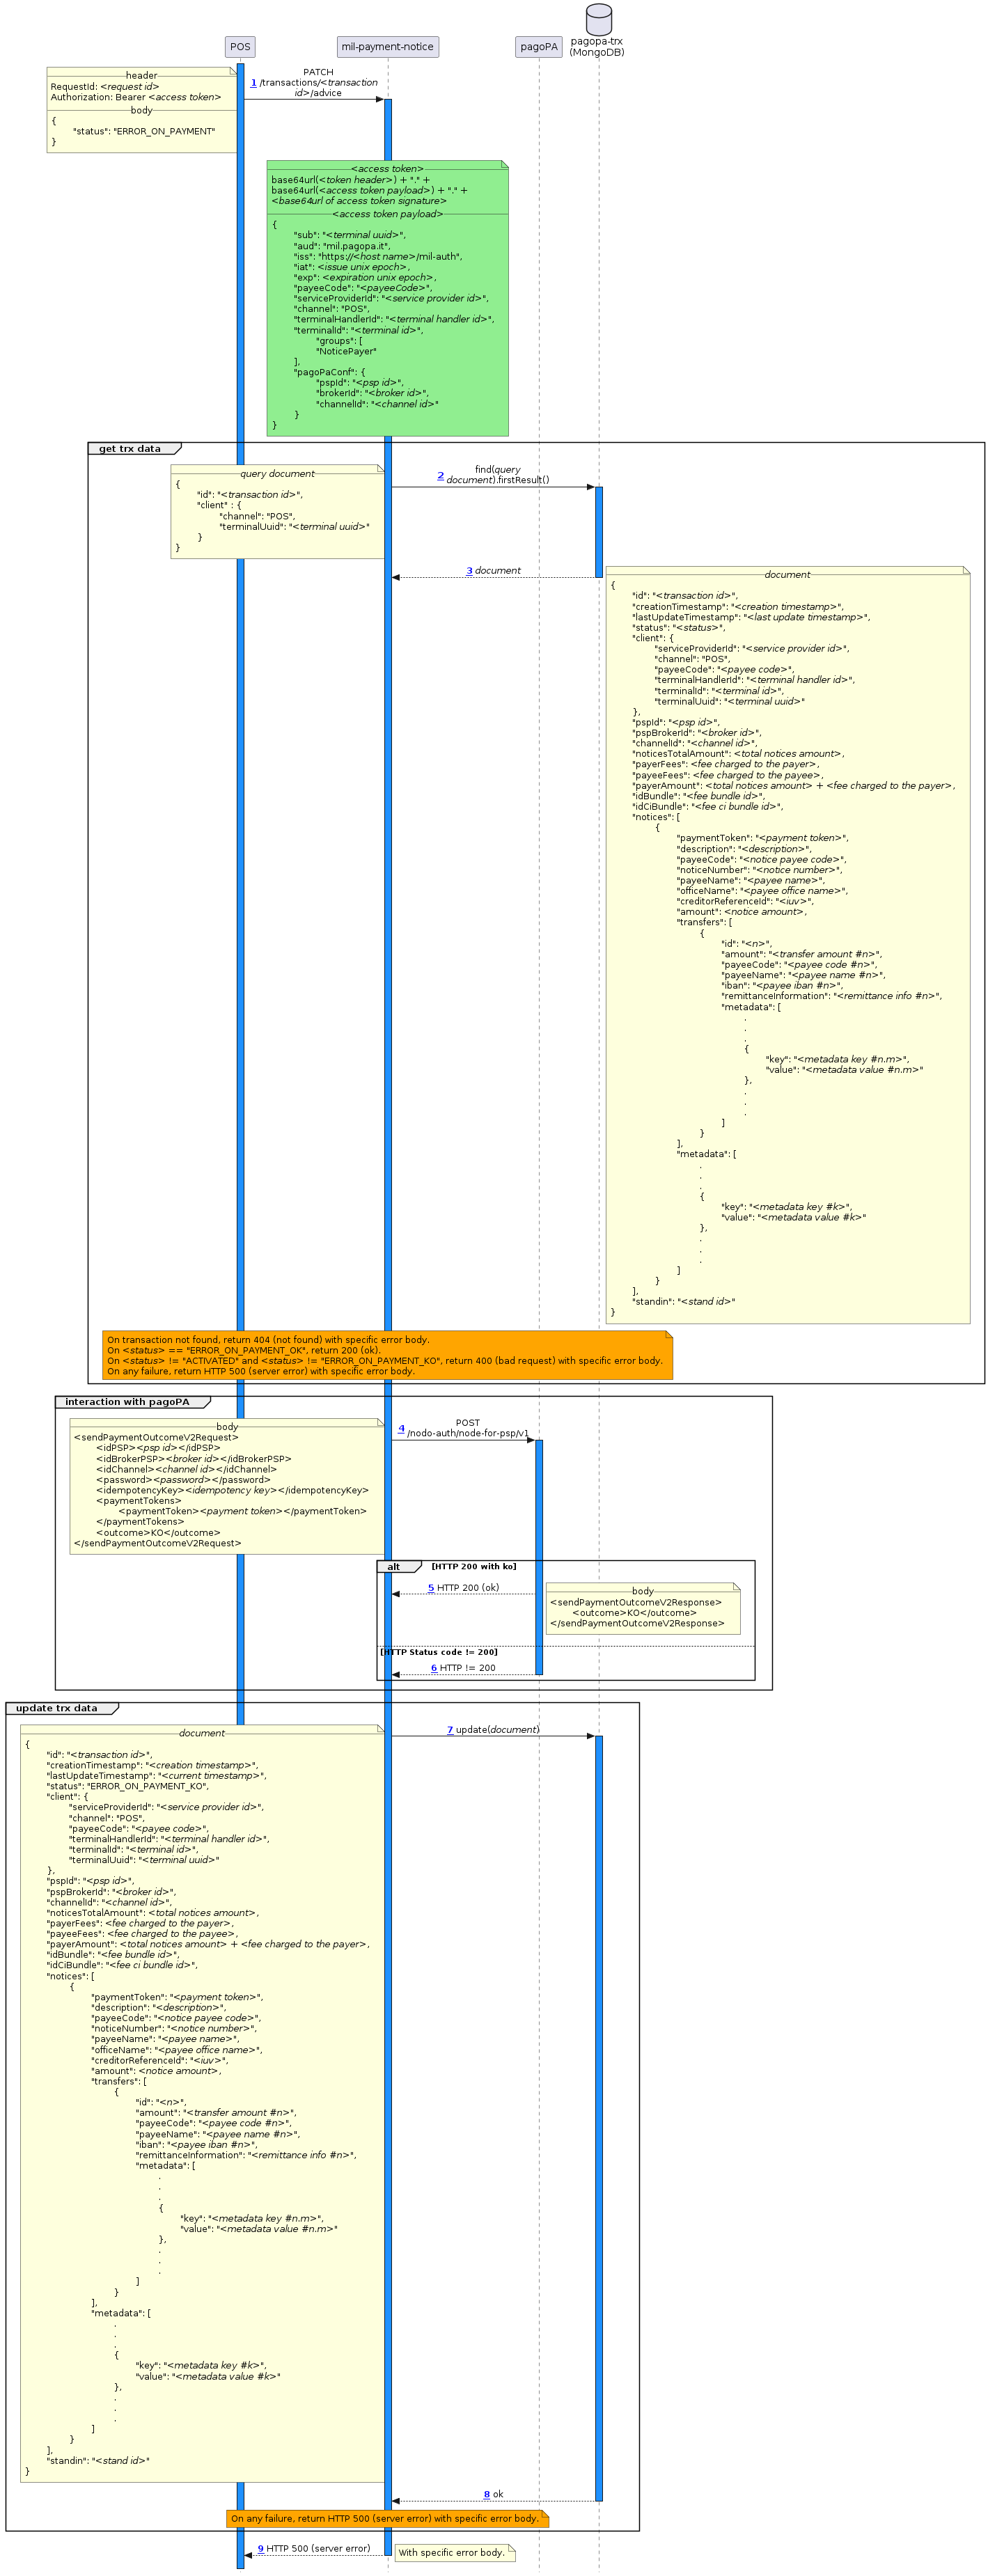 POS
mil-payment-notice
pagoPA
pagopa-trx
(MongoDB)
header
RequestId: <request id>
Authorization: Bearer <access token>
body
{
"status": "ERROR_ON_PAYMENT"
}
1
PATCH
/transactions/<transaction
id>/advice
<access token>
base64url(<token header>) + "." +
base64url(<access token payload>) + "." +
<base64url of access token signature>
<access token payload>
{
"sub": "<terminal uuid>",
"aud": "mil.pagopa.it",
"iss": "https://<host name>/mil-auth",
"iat": <issue unix epoch>,
"exp": <expiration unix epoch>,
"payeeCode": "<payeeCode>",
"serviceProviderId": "<service provider id>",
"channel": "POS",
"terminalHandlerId": "<terminal handler id>",
"terminalId": "<terminal id>",
"groups": [
"NoticePayer"
],
"pagoPaConf": {
"pspId": "<psp id>",
"brokerId": "<broker id>",
"channelId": "<channel id>"
}
}
get trx data
query document
{
"id": "<transaction id>",
"client" : {
"channel": "POS",
"terminalUuid": "<terminal uuid>"
}
}
2
find(query
document).firstResult()
3 document
document
{
"id": "<transaction id>",
"creationTimestamp": "<creation timestamp>",
"lastUpdateTimestamp": "<last update timestamp>",
"status": "<status>",
"client": {
"serviceProviderId": "<service provider id>",
"channel": "POS",
"payeeCode": "<payee code>",
"terminalHandlerId": "<terminal handler id>",
"terminalId": "<terminal id>",
"terminalUuid": "<terminal uuid>"
},
"pspId": "<psp id>",
"pspBrokerId": "<broker id>",
"channelId": "<channel id>",
"noticesTotalAmount": <total notices amount>,
"payerFees": <fee charged to the payer>,
"payeeFees": <fee charged to the payee>,
"payerAmount": <total notices amount> + <fee charged to the payer>,
"idBundle": "<fee bundle id>",
"idCiBundle": "<fee ci bundle id>",
"notices": [
{
"paymentToken": "<payment token>",
"description": "<description>",
"payeeCode": "<notice payee code>",
"noticeNumber": "<notice number>",
"payeeName": "<payee name>",
"officeName": "<payee office name>",
"creditorReferenceId": "<iuv>",
"amount": <notice amount>,
"transfers": [
{
"id": "<n>",
"amount": "<transfer amount #n>",
"payeeCode": "<payee code #n>",
"payeeName": "<payee name #n>",
"iban": "<payee iban #n>",
"remittanceInformation": "<remittance info #n>",
"metadata": [
.
.
.
{
"key": "<metadata key #n.m>",
"value": "<metadata value #n.m>"
},
.
.
.
]
}
],
"metadata": [
.
.
.
{
"key": "<metadata key #k>",
"value": "<metadata value #k>"
},
.
.
.
]
}
],
"standin": "<stand id>"
}
On transaction not found, return 404 (not found) with specific error body.
On <status> == "ERROR_ON_PAYMENT_OK", return 200 (ok).
On <status> != "ACTIVATED" and <status> != "ERROR_ON_PAYMENT_KO", return 400 (bad request) with specific error body.
On any failure, return HTTP 500 (server error) with specific error body.
interaction with pagoPA
body
<sendPaymentOutcomeV2Request>
<idPSP><psp id></idPSP>
<idBrokerPSP><broker id></idBrokerPSP>
<idChannel><channel id></idChannel>
<password><password></password>
<idempotencyKey><idempotency key></idempotencyKey>
<paymentTokens>
<paymentToken><payment token></paymentToken>
</paymentTokens>
<outcome>KO</outcome>
</sendPaymentOutcomeV2Request>
4
POST
/nodo-auth/node-for-psp/v1
alt [HTTP 200 with ko]
5 HTTP 200 (ok)
body
<sendPaymentOutcomeV2Response>
<outcome>KO</outcome>
</sendPaymentOutcomeV2Response>
[HTTP Status code != 200]
6 HTTP != 200
update trx data
document
{
"id": "<transaction id>",
"creationTimestamp": "<creation timestamp>",
"lastUpdateTimestamp": "<current timestamp>",
"status": "ERROR_ON_PAYMENT_KO",
"client": {
"serviceProviderId": "<service provider id>",
"channel": "POS",
"payeeCode": "<payee code>",
"terminalHandlerId": "<terminal handler id>",
"terminalId": "<terminal id>",
"terminalUuid": "<terminal uuid>"
},
"pspId": "<psp id>",
"pspBrokerId": "<broker id>",
"channelId": "<channel id>",
"noticesTotalAmount": <total notices amount>,
"payerFees": <fee charged to the payer>,
"payeeFees": <fee charged to the payee>,
"payerAmount": <total notices amount> + <fee charged to the payer>,
"idBundle": "<fee bundle id>",
"idCiBundle": "<fee ci bundle id>",
"notices": [
{
"paymentToken": "<payment token>",
"description": "<description>",
"payeeCode": "<notice payee code>",
"noticeNumber": "<notice number>",
"payeeName": "<payee name>",
"officeName": "<payee office name>",
"creditorReferenceId": "<iuv>",
"amount": <notice amount>,
"transfers": [
{
"id": "<n>",
"amount": "<transfer amount #n>",
"payeeCode": "<payee code #n>",
"payeeName": "<payee name #n>",
"iban": "<payee iban #n>",
"remittanceInformation": "<remittance info #n>",
"metadata": [
.
.
.
{
"key": "<metadata key #n.m>",
"value": "<metadata value #n.m>"
},
.
.
.
]
}
],
"metadata": [
.
.
.
{
"key": "<metadata key #k>",
"value": "<metadata value #k>"
},
.
.
.
]
}
],
"standin": "<stand id>"
}
7 update(document)
8 ok
On any failure, return HTTP 500 (server error) with specific error body.
9 HTTP 500 (server error)
With specific error body.